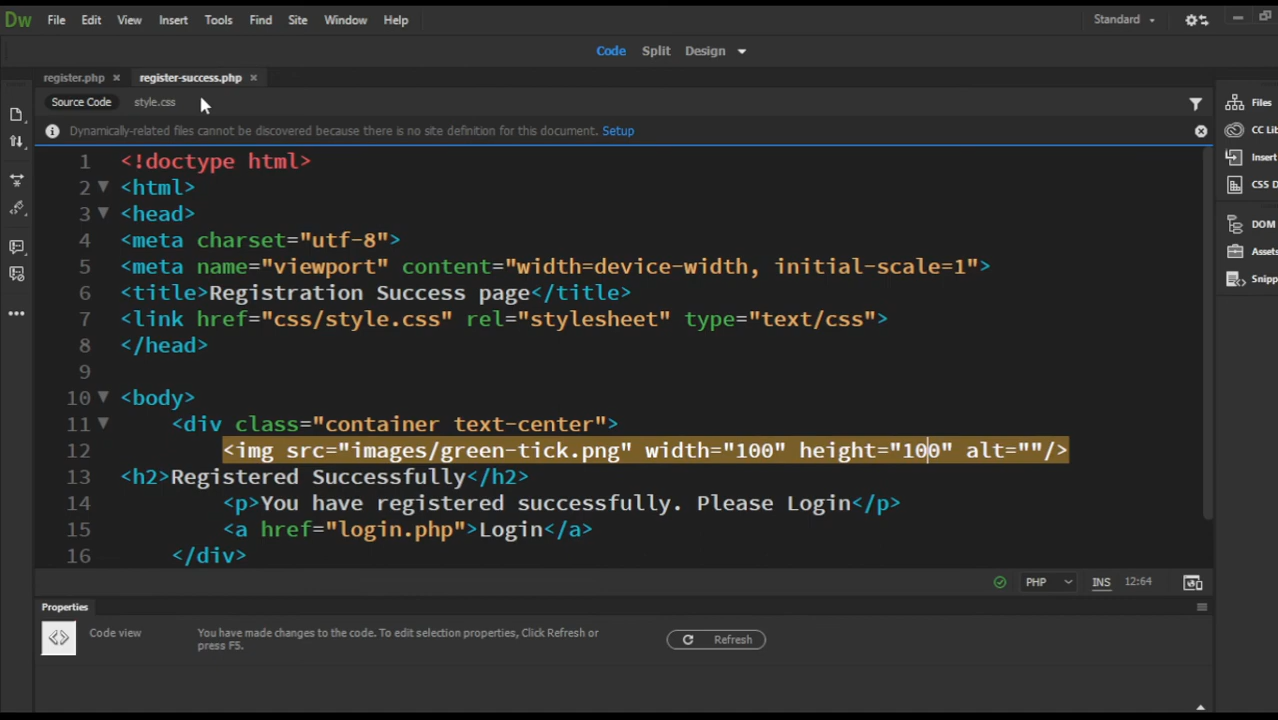 Dw File Edit View Insert Tools Find Site Window Help Standard
Code Split Design
register.php × register-success.php ×
Source Code style.css
Dynamically-related files cannot be discovered because there is no site definition for this document. Setup
Files
CC Lib
Insert
CSS D
DOM
Assets
Snipp
1 <!doctype html>
2 <html>
3 <head>
4 <meta charset="utf-8">
5 <meta name="viewport" content="width=device-width, initial-scale=1">
6 <title>Registration Success page</title>
7 <link href="css/style.css" rel="stylesheet" type="text/css">
8 </head>
9
10 <body>
11 <div class="container text-center">
12 <img src="images/green-tick.png" width="100" height="100" alt=""/>
13 <h2>Registered Successfully</h2>
14 <p>You have registered successfully. Please Login</p>
15 <a href="login.php">Login</a>
16 </div>
PHP INS 12:64
Properties
Code view
You have made changes to the code. To edit selection properties, Click Refresh or
press F5.
Refresh